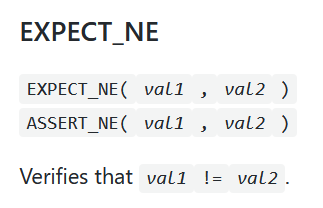 EXPECT_NE
EXPECT_NE( val1 , val2 )
ASSERT_NE( val1 , val2 )
Verifies that val1 != val2.